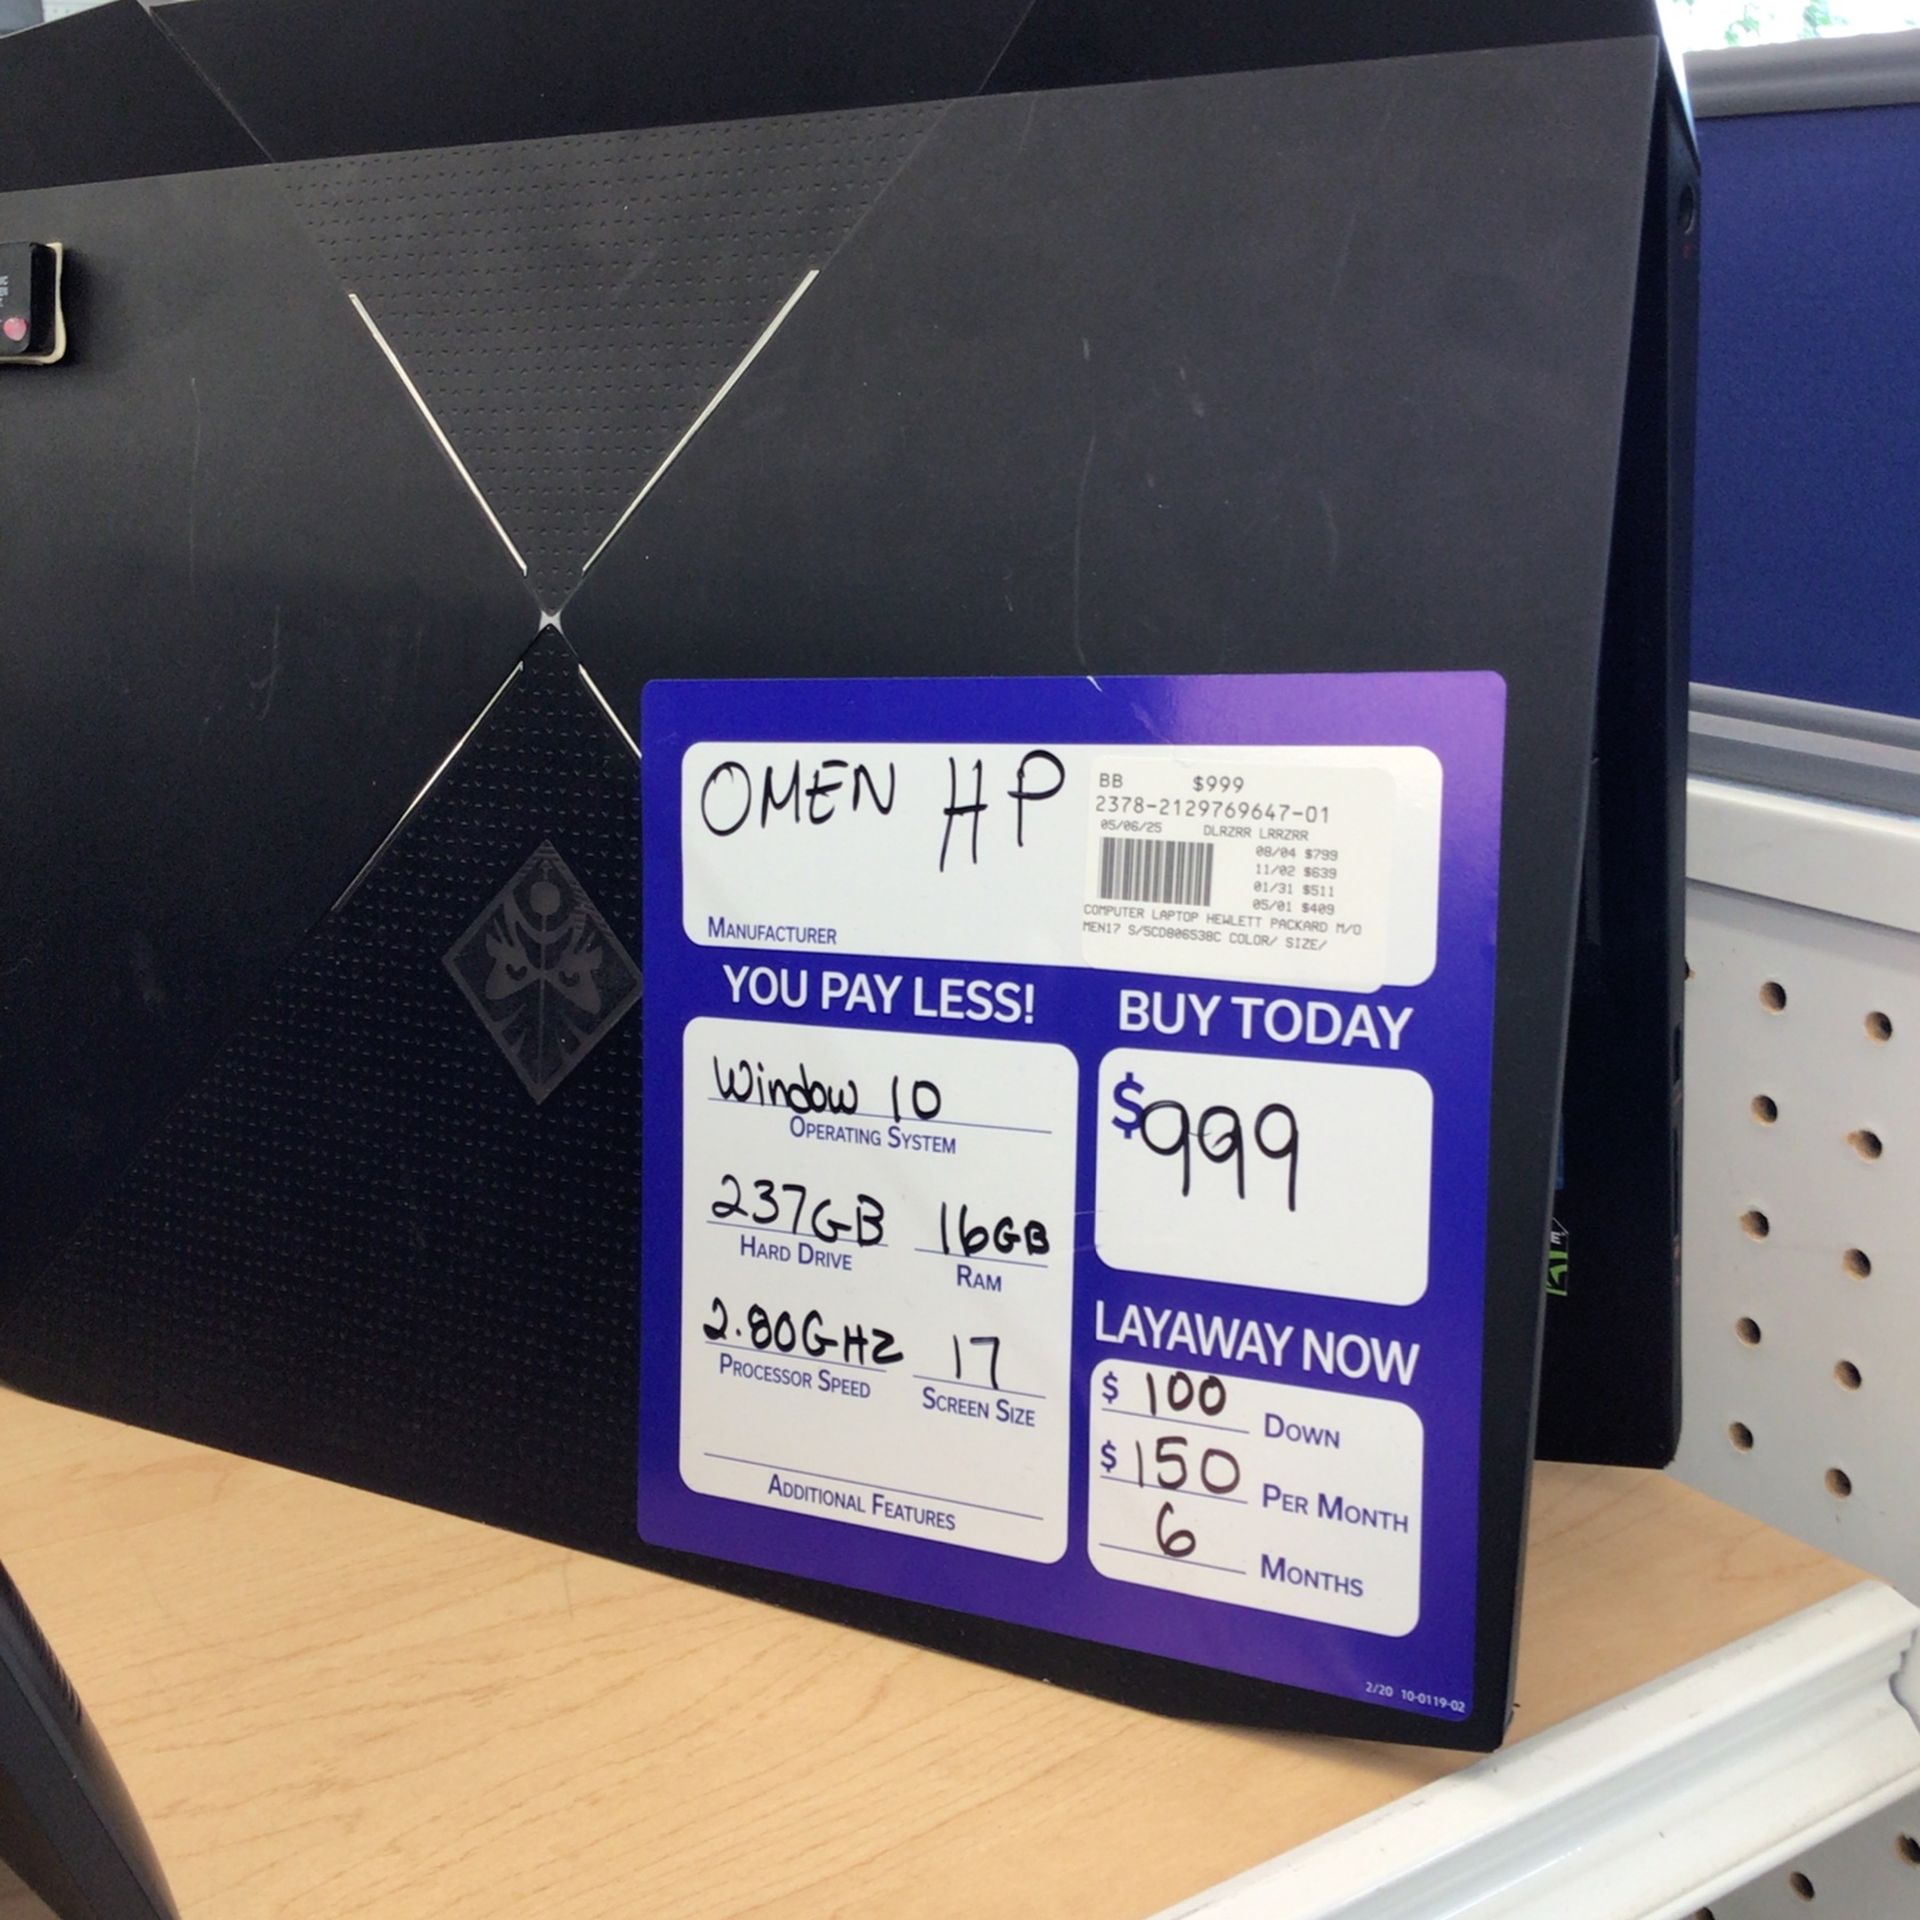 OMEN HP
MANUFACTURER
BB $999
2378-2129769647-01
05/06/25 DLRZRR LRRZRR
08/04 $799
11/02 $639
01/31 $511
05/01 $409
COMPUTER LAPTOP HEWLETT PACKARD M/O
MEN17 S/5CD806538C COLOR/ SIZE/
YOU PAY LESS!
Window 10
OPERATING SYSTEM
237GB 16GB
HARD DRIVE RAM
2.80GHz 17
PROCESSOR SPEED SCREEN SIZE
ADDITIONAL FEATURES
BUY TODAY
$999
LAYAWAY NOW
$ 100 DOWN
$ 150 PER MONTH
6 MONTHS
2/20 10-0119-02